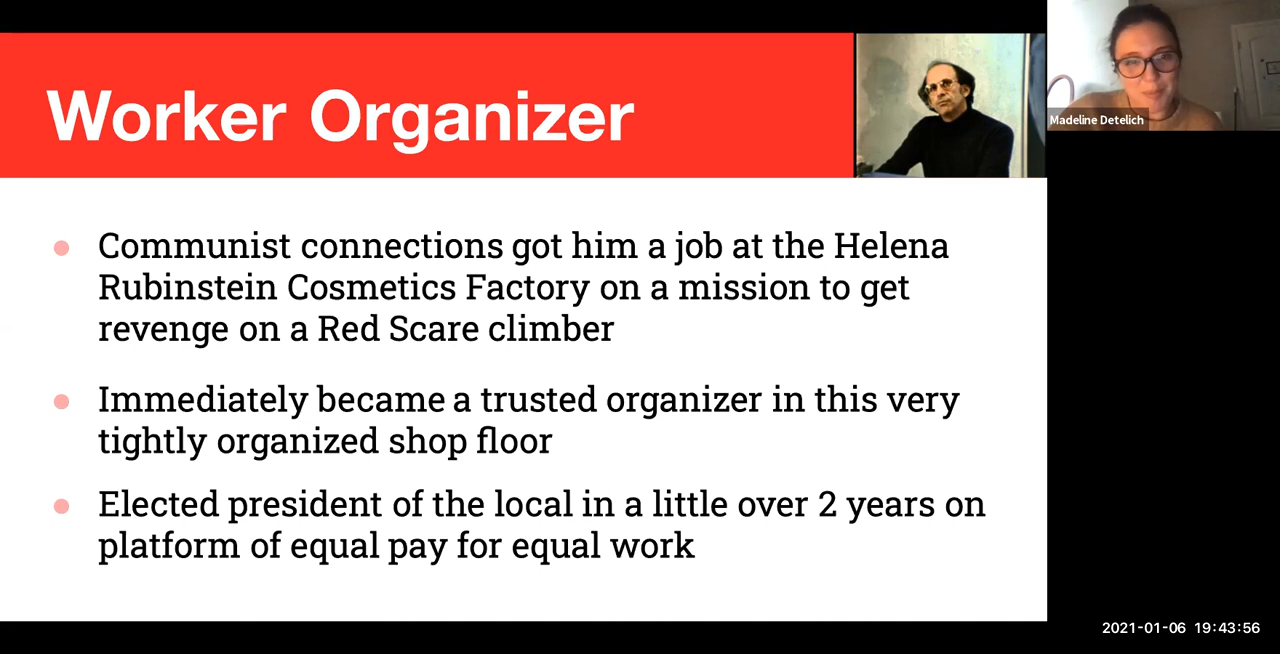 Worker Organizer
Madeline Detelich
Communist connections got him a job at the Helena
Rubinstein Cosmetics Factory on a mission to get
revenge on a Red Scare climber
Immediately became a trusted organizer in this very
tightly organized shop floor
Elected president of the local in a little over 2 years on
platform of equal pay for equal work
2021-01-06 19:43:56